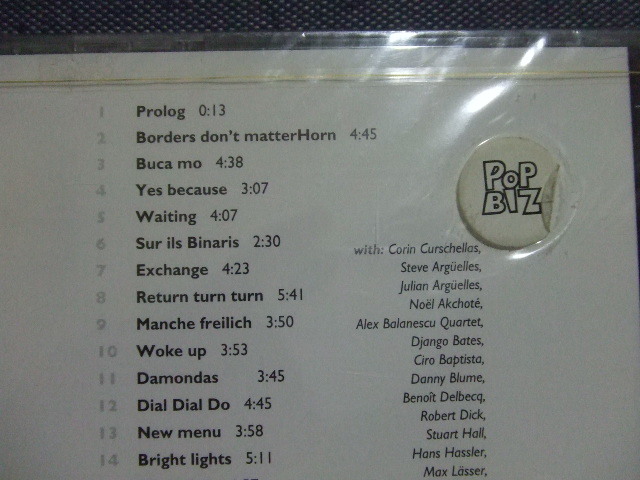 1 Prolog 0:13
2 Borders don't matterHorn 4:45
3 Buca mo 4:38
4 Yes because 3:07
5 Waiting 4:07
6 Sur ils Binaris 2:30
7 Exchange 4:23
8 Return turn turn 5:41
9 Manche freilich 3:50
10 Woke up 3:53
11 Damondas 3:45
12 Dial Dial Do 4:45
13 New menu 3:58
14 Bright lights 5:11
POP
BIZ
with: Corin Curschellas,
Steve Argüelles,
Julian Argüelles,
Noël Akchoté,
Alex Balanescu Quartet,
Django Bates,
Ciro Baptista,
Danny Blume,
Benoît Delbecq,
Robert Dick,
Stuart Hall,
Hans Hassler,
Max Lässer,